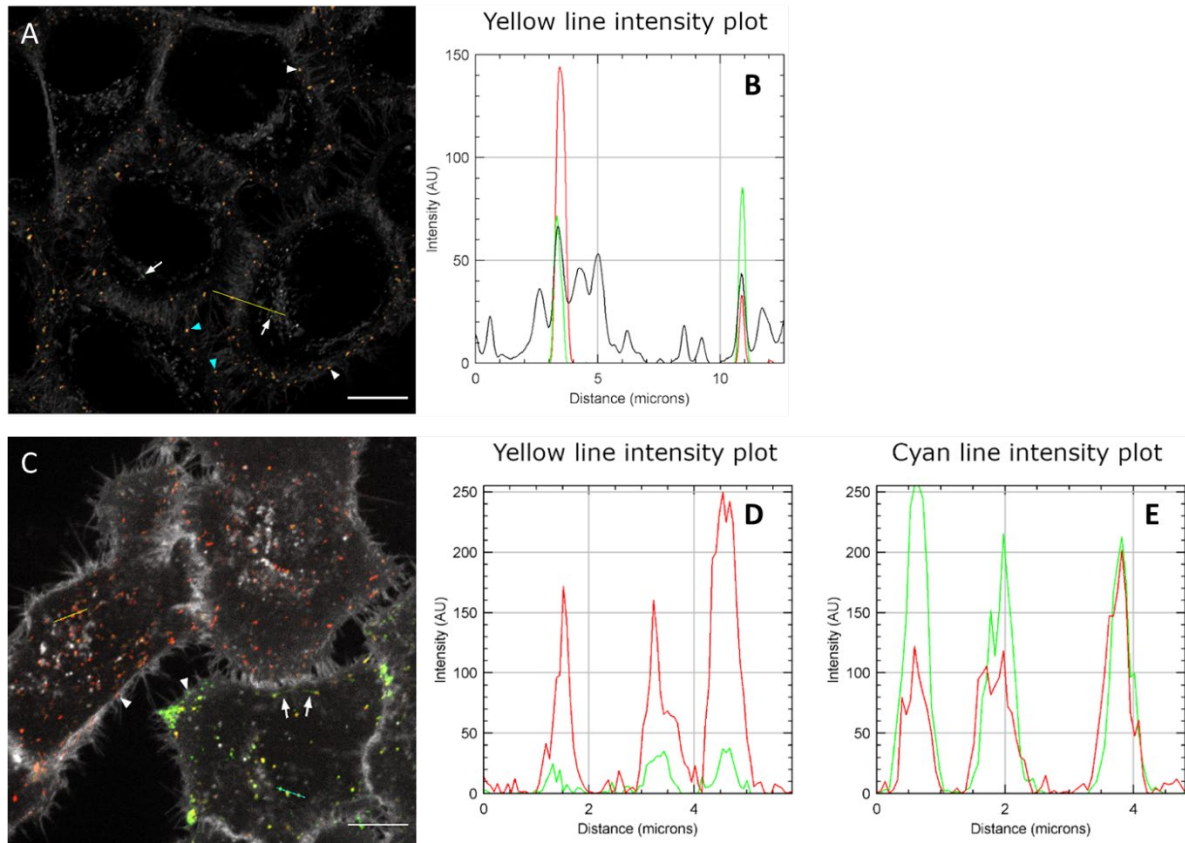 A
Yellow line intensity plot
B
150
100
50
0
Intensity (AU)
0 5 10
Distance (microns)
C
Yellow line intensity plot
D
250
200
150
100
50
0
Intensity (AU)
0 2 4
Distance (microns)
Cyan line intensity plot
E
250
200
150
100
50
0
Intensity (AU)
0 2 4
Distance (microns)